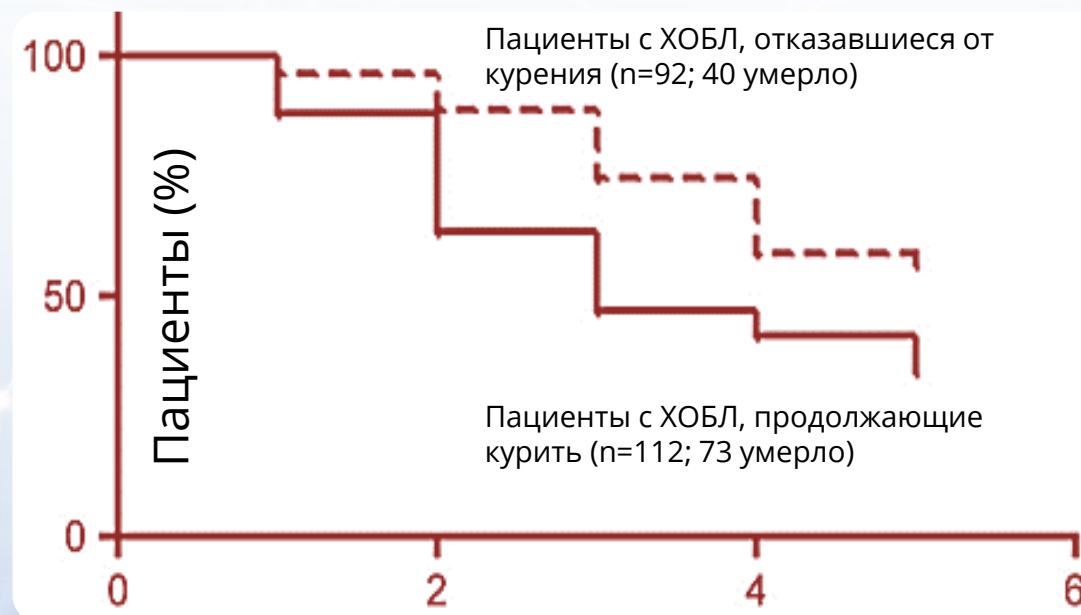 100
Пациенты с ХОБЛ, отказавшиеся от
курения (n=92; 40 умерло)
Пациенты (%)
50
Пациенты с ХОБЛ, продолжающие
курить (n=112; 73 умерло)
0
0 2 4 6